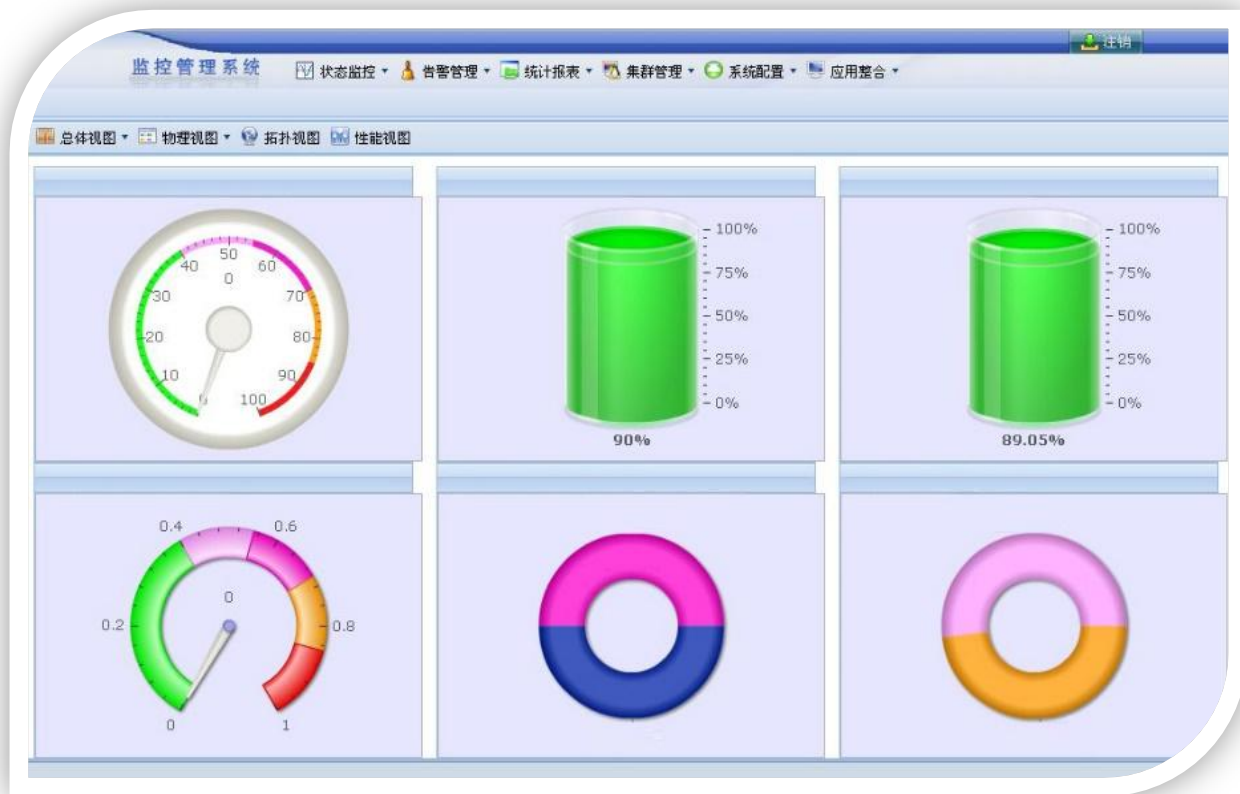 注销
监控管理系统 状态监控 告警管理 统计报表 集群管理 系统配置 应用整合
总体视图 物理视图 拓扑视图 性能视图
0 10 20 30 40 50 60 70 80 90 100
0
100%
75%
50%
25%
0%
90%
100%
75%
50%
25%
0%
89.05%
0 0.2 0.4 0.6 0.8 1
0